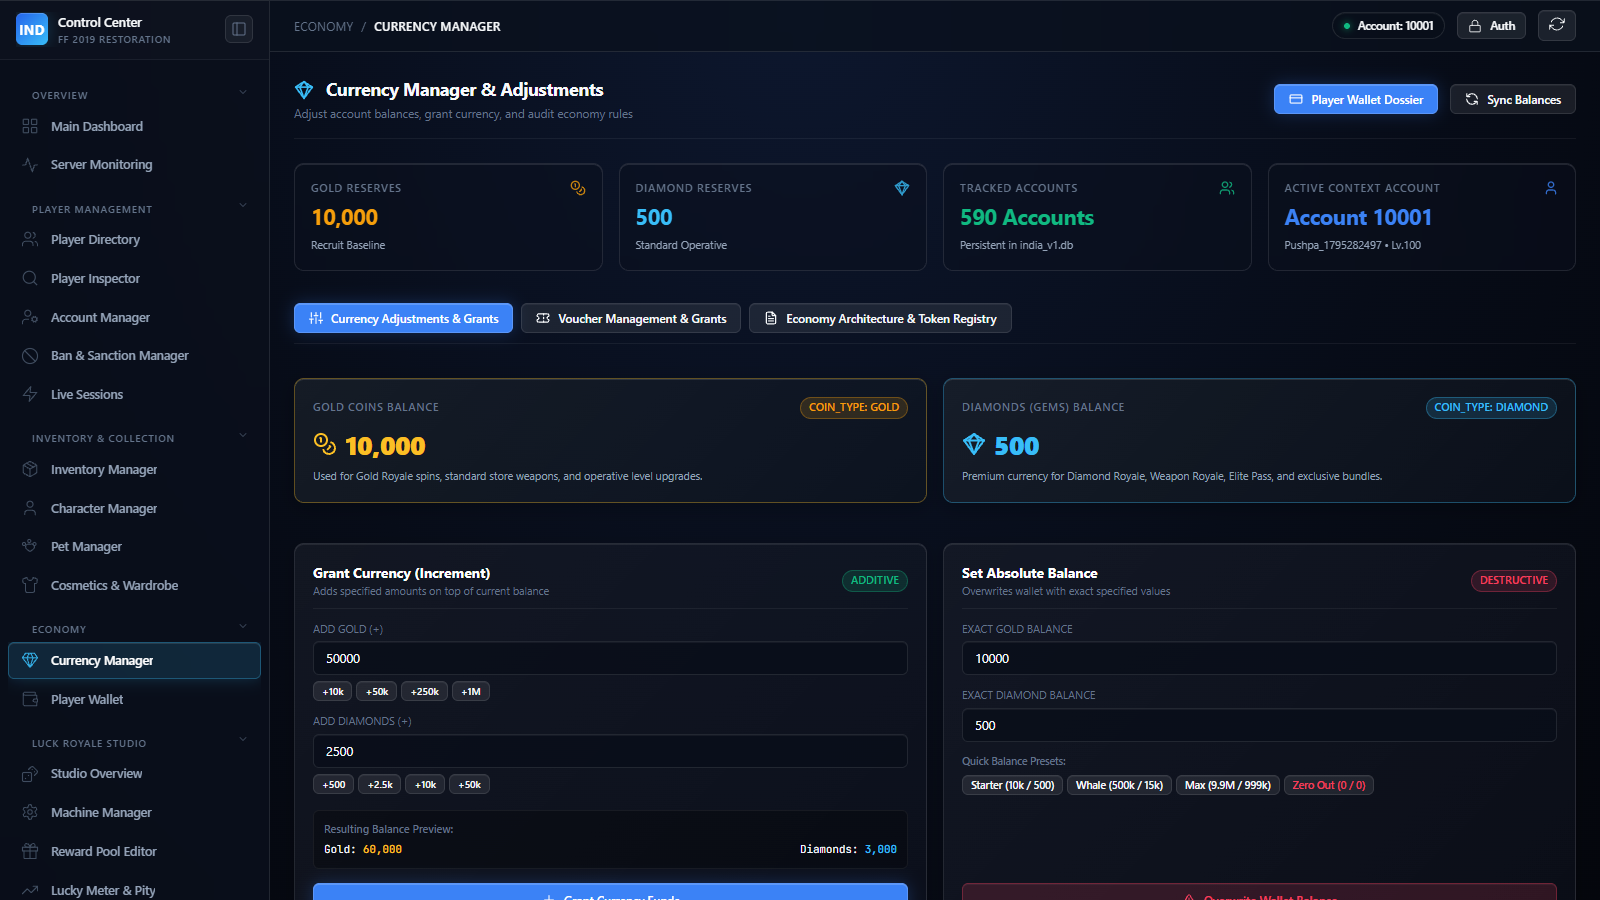 IND
Control Center
FF 2019 RESTORATION
OVERVIEW
Main Dashboard
Server Monitoring
PLAYER MANAGEMENT
Player Directory
Player Inspector
Account Manager
Ban & Sanction Manager
Live Sessions
INVENTORY & COLLECTION
Inventory Manager
Character Manager
Pet Manager
Cosmetics & Wardrobe
ECONOMY
Currency Manager
Player Wallet
LUCK ROYALE STUDIO
Studio Overview
Machine Manager
Reward Pool Editor
Lucky Meter & Pity
ECONOMY / CURRENCY MANAGER
Account: 10001
Auth
Currency Manager & Adjustments
Adjust account balances, grant currency, and audit economy rules
Player Wallet Dossier
Sync Balances
GOLD RESERVES
10,000
Recruit Baseline
DIAMOND RESERVES
500
Standard Operative
TRACKED ACCOUNTS
590 Accounts
Persistent in india_v1.db
ACTIVE CONTEXT ACCOUNT
Account 10001
Pushpa_1795282497 • Lv.100
Currency Adjustments & Grants
Voucher Management & Grants
Economy Architecture & Token Registry
GOLD COINS BALANCE
COIN_TYPE: GOLD
10,000
Used for Gold Royale spins, standard store weapons, and operative level upgrades.
DIAMONDS (GEMS) BALANCE
COIN_TYPE: DIAMOND
500
Premium currency for Diamond Royale, Weapon Royale, Elite Pass, and exclusive bundles.
Grant Currency (Increment)
Adds specified amounts on top of current balance
ADDITIVE
ADD GOLD (+)
50000
+10k +50k +250k +1M
ADD DIAMONDS (+)
2500
+500 +2.5k +10k +50k
Resulting Balance Preview:
Gold: 60,000
Diamonds: 3,000
Grant Currency Funds
Set Absolute Balance
Overwrites wallet with exact specified values
DESTRUCTIVE
EXACT GOLD BALANCE
10000
EXACT DIAMOND BALANCE
500
Quick Balance Presets:
Starter (10k / 500) Whale (500k / 15k) Max (9.9M / 999k) Zero Out (0 / 0)
Overwrite Wallet Balance